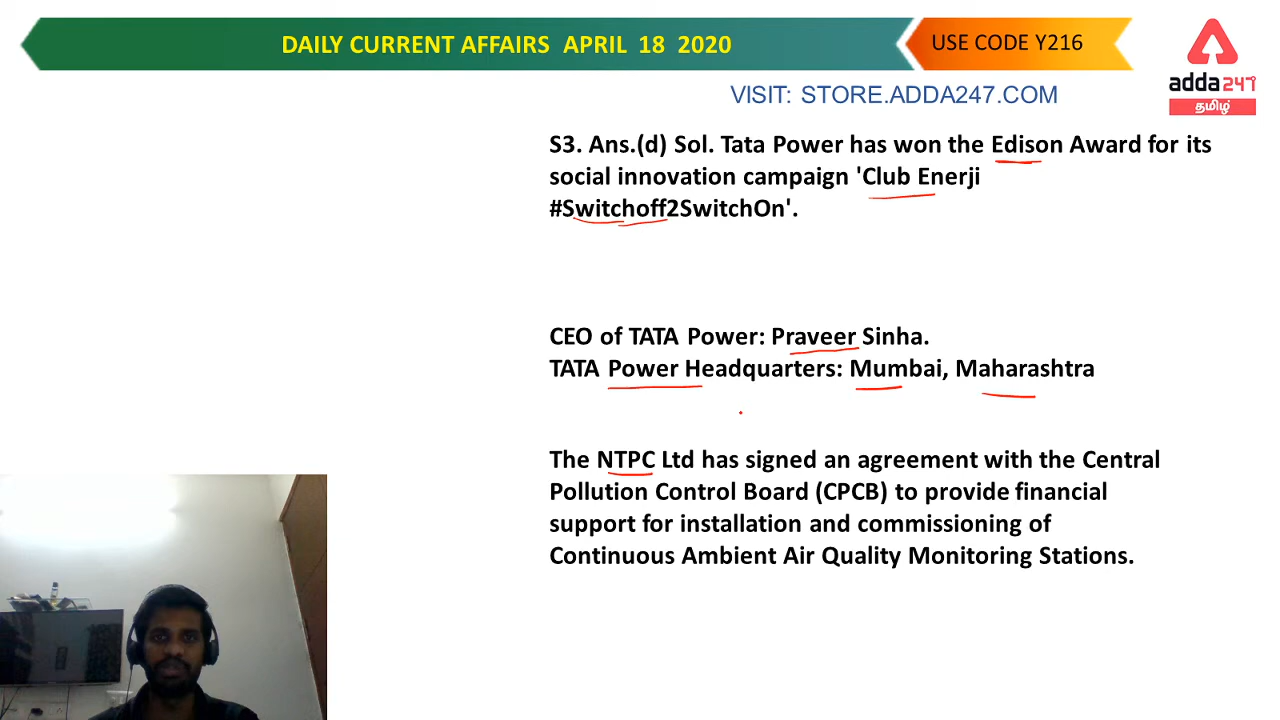 DAILY CURRENT AFFAIRS APRIL 18 2020
USE CODE Y216
adda247
தமிழ்
VISIT: STORE.ADDA247.COM
S3. Ans.(d) Sol. Tata Power has won the Edison Award for its
social innovation campaign 'Club Enerji
#Switchoff2SwitchOn'.
CEO of TATA Power: Praveer Sinha.
TATA Power Headquarters: Mumbai, Maharashtra
The NTPC Ltd has signed an agreement with the Central
Pollution Control Board (CPCB) to provide financial
support for installation and commissioning of
Continuous Ambient Air Quality Monitoring Stations.